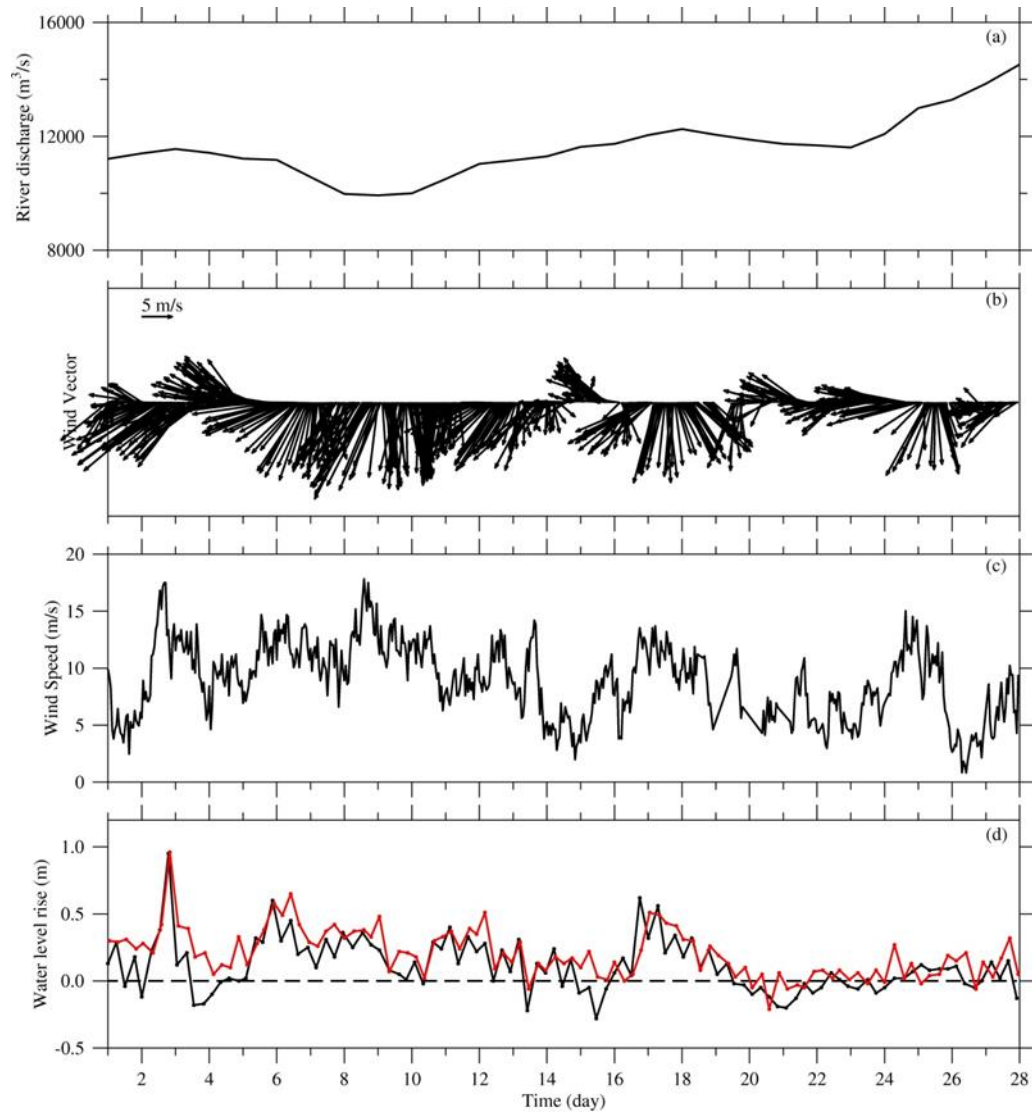 (a)
16000
12000
8000
River discharge (m³/s)
(b)
5 m/s
Wind Vector
(c)
20
15
10
5
0
Wind Speed (m/s)
(d)
1.0
0.5
0.0
-0.5
Water level rise (m)
2 4 6 8 10 12 14 16 18 20 22 24 26 28
Time (day)